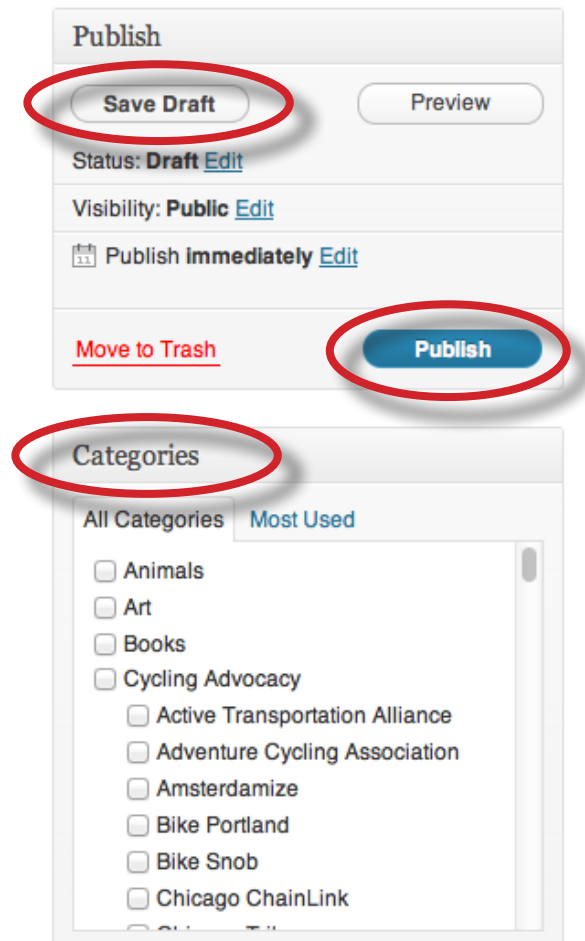 Publish
Save Draft Preview
Status: Draft Edit
Visibility: Public Edit
11 Publish immediately Edit
Move to Trash Publish
Categories
All Categories Most Used
Animals
Art
Books
Cycling Advocacy
Active Transportation Alliance
Adventure Cycling Association
Amsterdamize
Bike Portland
Bike Snob
Chicago ChainLink